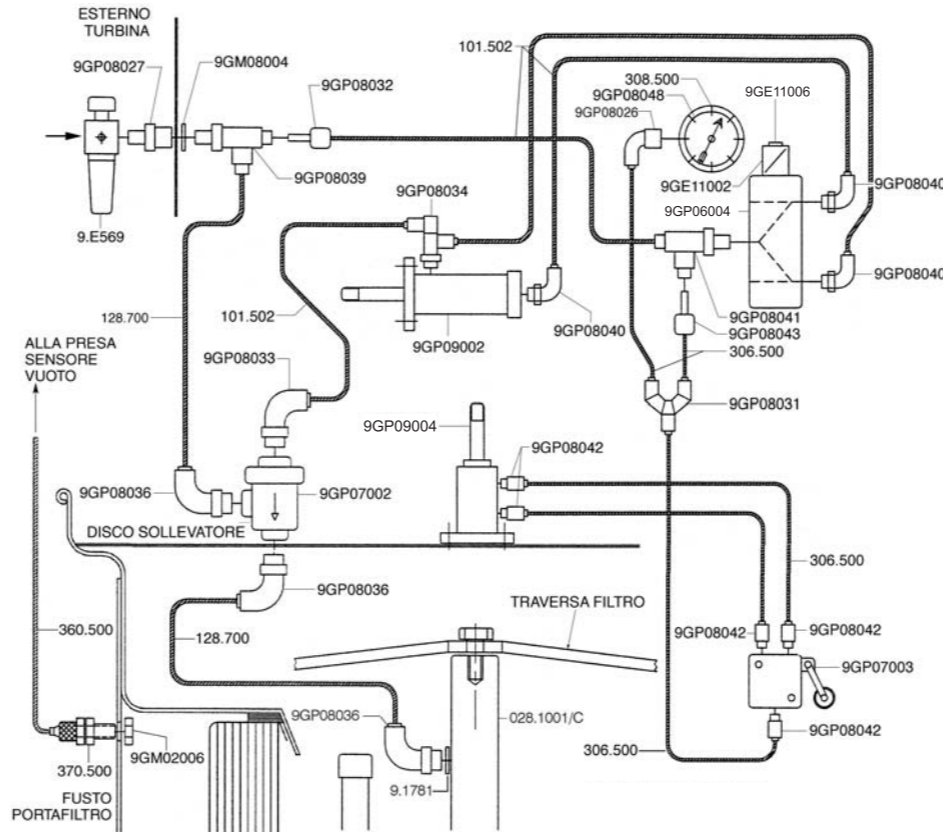 ESTERNO
TURBINA
9GP08027
9GM08004
9GP08032
101.502
308.500
9GP08048
9GP08026
9GE11006
9GP08039
9GE11002
9GP08040
9GP08034
9GP06004
9.E569
9GP08040
128.700
101.502
9GP08041
9GP08040
9GP08043
9GP09002
306.500
ALLA PRESA
SENSORE
VUOTO
9GP08033
9GP08031
9GP09004
9GP08042
9GP08036
9GP07002
DISCO SOLLEVATORE
306.500
9GP08036
TRAVERSA FILTRO
360.500
128.700
9GP08042
9GP08042
9GP07003
9GP08036
028.1001/C
9GP08042
9GM02006
306.500
370.500
9.1781
FUSTO
PORTAFILTRO